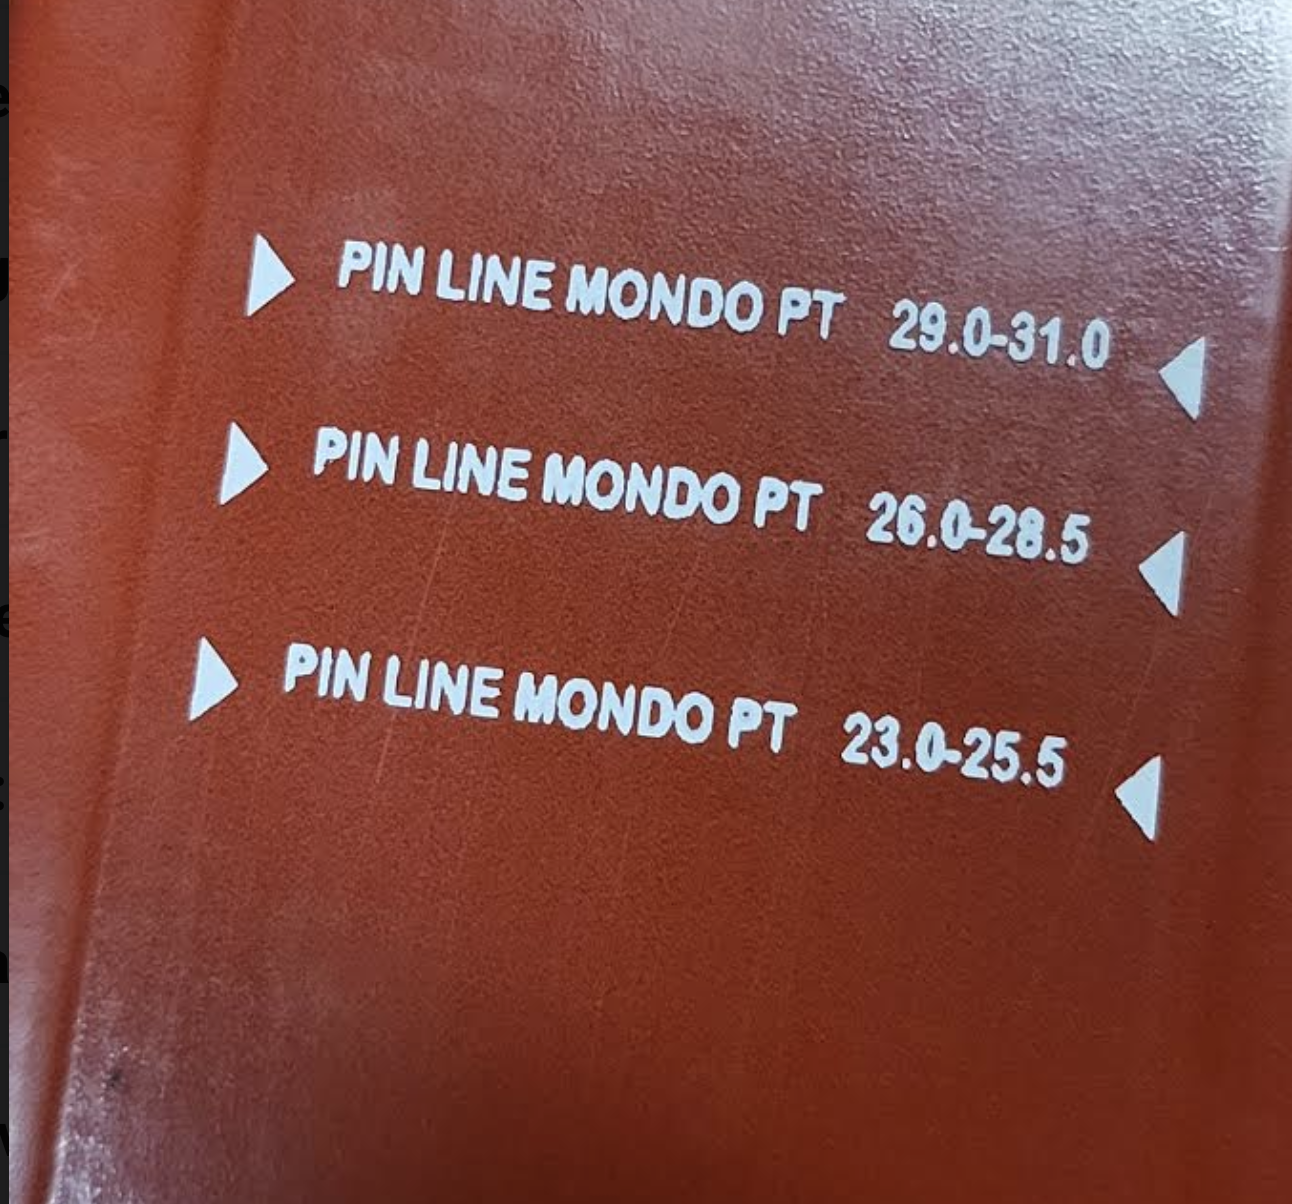 PIN LINE MONDO PT 29.0-31.0
PIN LINE MONDO PT 26.0-28.5
PIN LINE MONDO PT 23.0-25.5